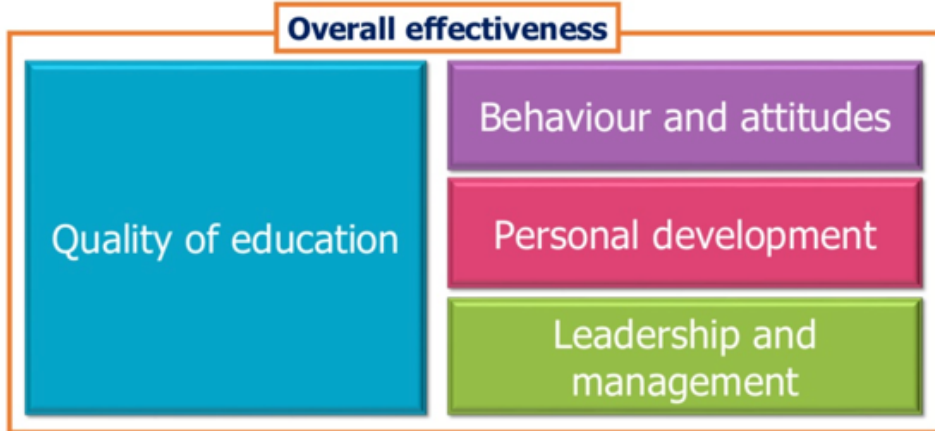 Overall effectiveness
Quality of education
Behaviour and attitudes
Personal development
Leadership and
management